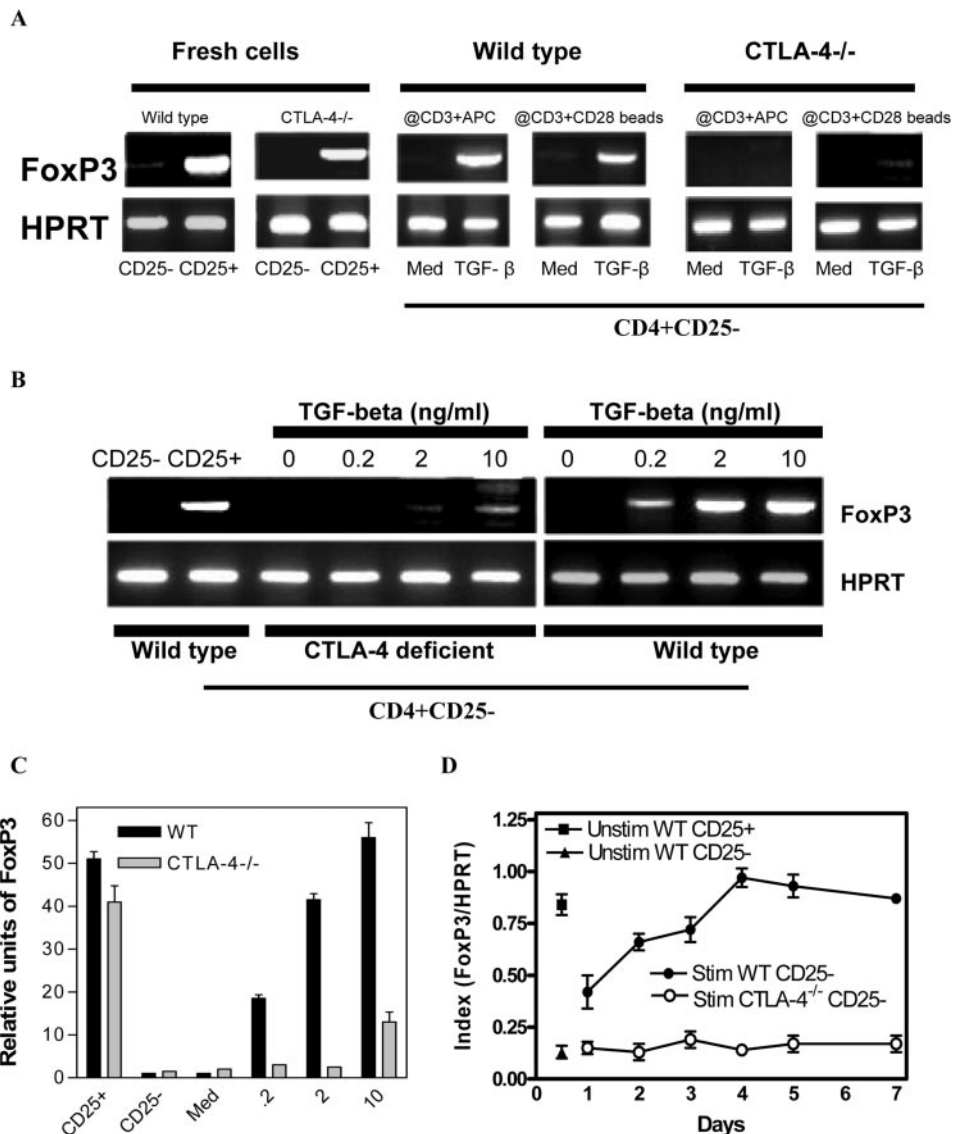 A
Fresh cells Wild type CTLA-4-/-
Wild type CTLA-4-/- @CD3+APC @CD3+CD28 beads @CD3+APC @CD3+CD28 beads
FoxP3
HPRT
CD25- CD25+ CD25- CD25+ Med TGF- β Med TGF-β Med TGF-β Med TGF-β
CD4+CD25-
B
TGF-beta (ng/ml) TGF-beta (ng/ml)
CD25- CD25+ 0 0.2 2 10 0 0.2 2 10
FoxP3
HPRT
Wild type CTLA-4 deficient Wild type
CD4+CD25-
C
Relative units of FoxP3
60
50
40
30
20
10
0
WT
CTLA-4-/-
CD25+ CD25- Med .2 2 10
D
Index (FoxP3/HPRT)
1.25
1.00
0.75
0.50
0.25
0.00
Unstim WT CD25+
Unstim WT CD25-
Stim WT CD25-
Stim CTLA-4-/- CD25-
0 1 2 3 4 5 6 7
Days